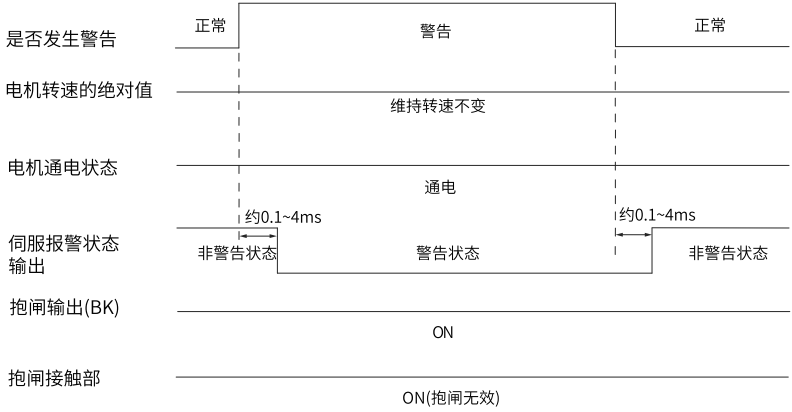 正常
警告
正常
是否发生警告
电机转速的绝对值
维持转速不变
电机通电状态
通电
约0.1~4ms
约0.1~4ms
伺服报警状态
输出
非警告状态
警告状态
非警告状态
抱闸输出(BK)
ON
抱闸接触部
ON(抱闸无效)